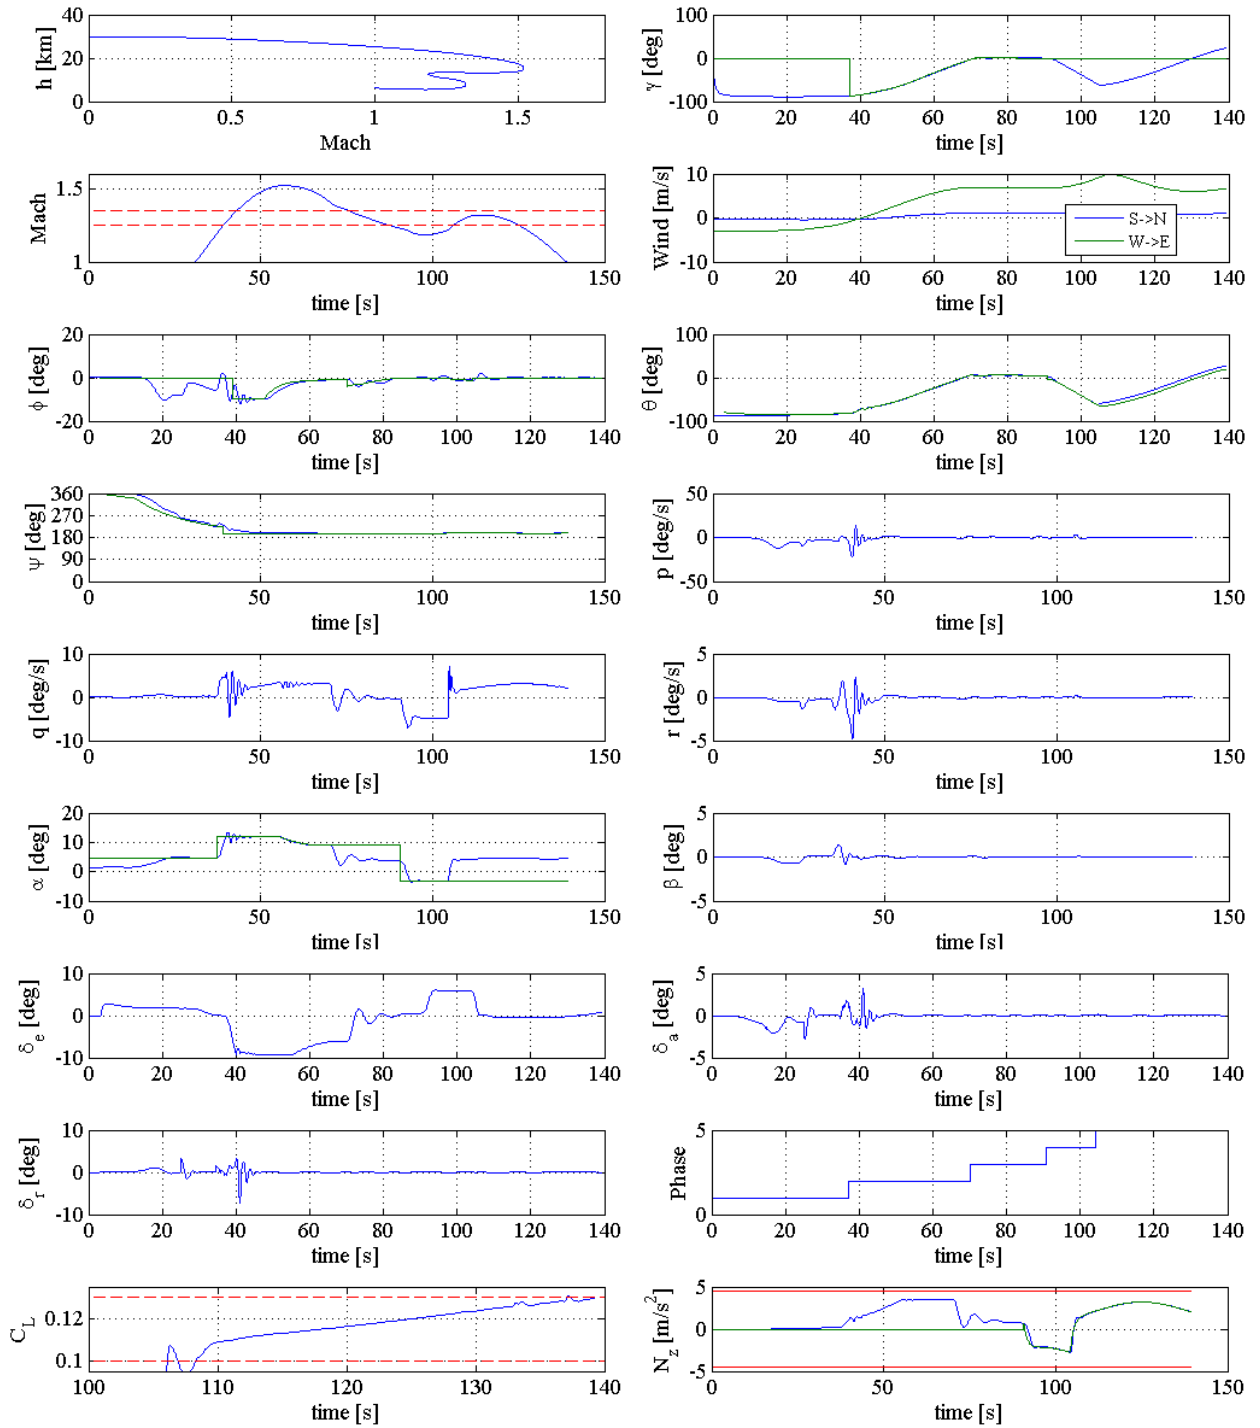 h [km]
40
20
0
0 0.5 1 1.5
Mach
γ [deg]
100
0
-100
0 20 40 60 80 100 120 140
time [s]
Mach
1.5
1
0 50 100 150
time [s]
Wind [m/s]
10
0
-10
S->N
W->E
0 20 40 60 80 100 120 140
time [s]
ϕ [deg]
20
0
-20
0 20 40 60 80 100 120 140
time [s]
θ [deg]
100
0
-100
0 20 40 60 80 100 120 140
time [s]
ψ [deg]
360
270
180
90
0
0 50 100 150
time [s]
p [deg/s]
50
0
-50
0 50 100 150
time [s]
q [deg/s]
10
0
-10
0 50 100 150
time [s]
r [deg/s]
5
0
-5
0 50 100 150
time [s]
α [deg]
20
10
0
-10
0 50 100 150
time [s]
β [deg]
5
0
-5
0 50 100 150
time [s]
δe [deg]
10
0
-10
0 20 40 60 80 100 120 140
time [s]
δa [deg]
5
0
-5
0 20 40 60 80 100 120 140
time [s]
δr [deg]
10
0
-10
0 20 40 60 80 100 120 140
time [s]
Phase
5
0
0 20 40 60 80 100 120 140
time [s]
CL
0.12
0.1
100 110 120 130 140
time [s]
Nz [m/s²]
5
0
-5
0 50 100 150
time [s]